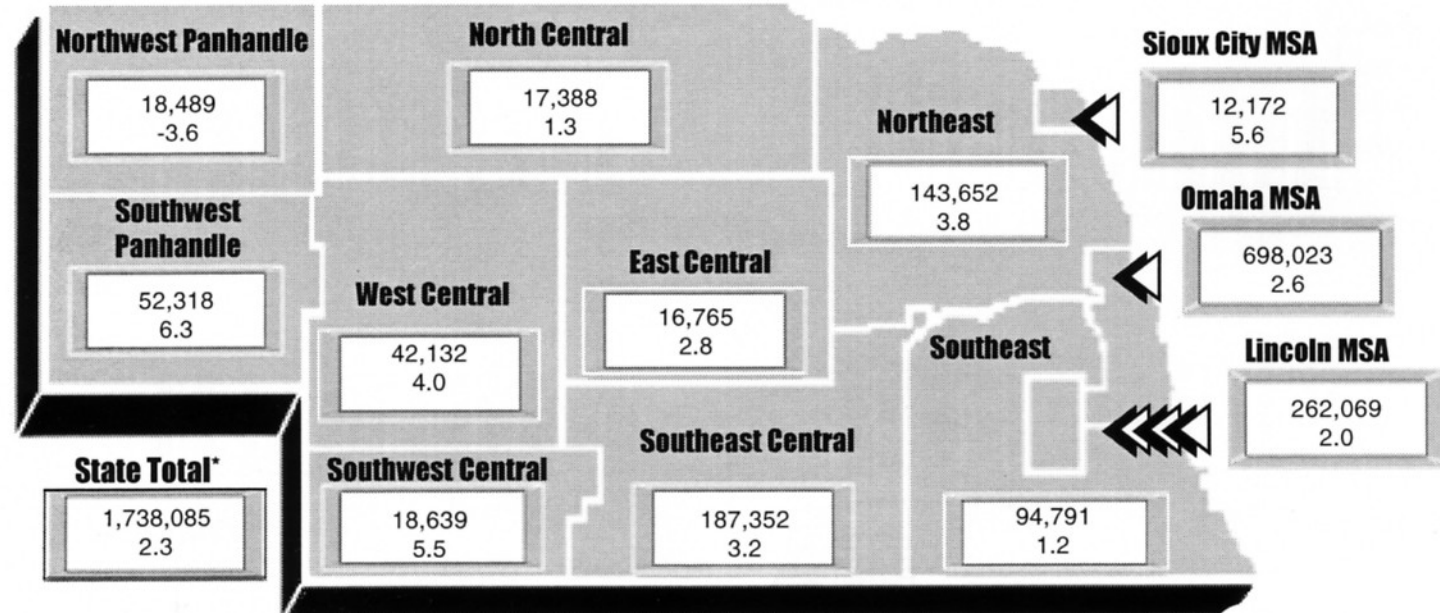 Northwest Panhandle
18,489
-3.6
North Central
17,388
1.3
Sioux City MSA
12,172
5.6
Northeast
143,652
3.8
Southwest
Panhandle
52,318
6.3
West Central
42,132
4.0
East Central
16,765
2.8
Omaha MSA
698,023
2.6
Southeast
94,791
1.2
Lincoln MSA
262,069
2.0
State Total*
1,738,085
2.3
Southwest Central
18,639
5.5
Southeast Central
187,352
3.2